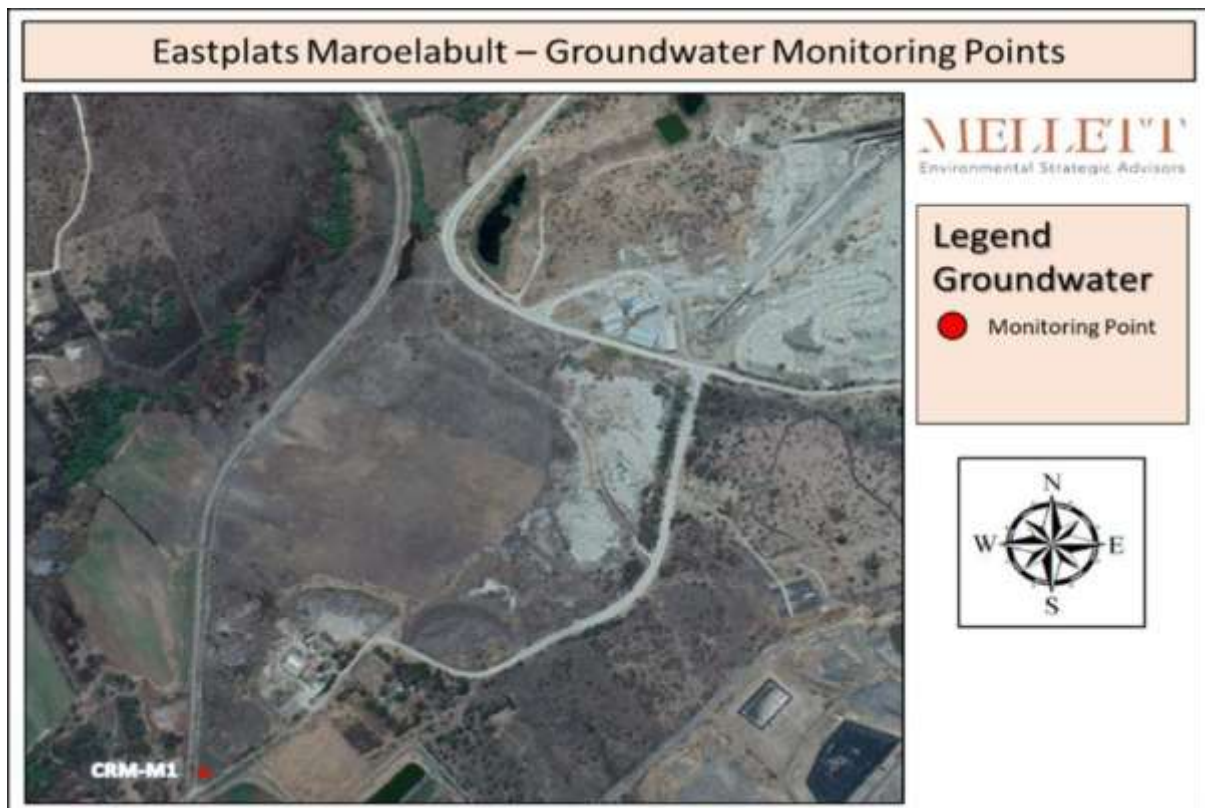 Eastplats Maroelabult – Groundwater Monitoring Points
MELLETT
Environmental Strategic Advisors
Legend
Groundwater
Monitoring Point
N
W E
S
CRM-M1